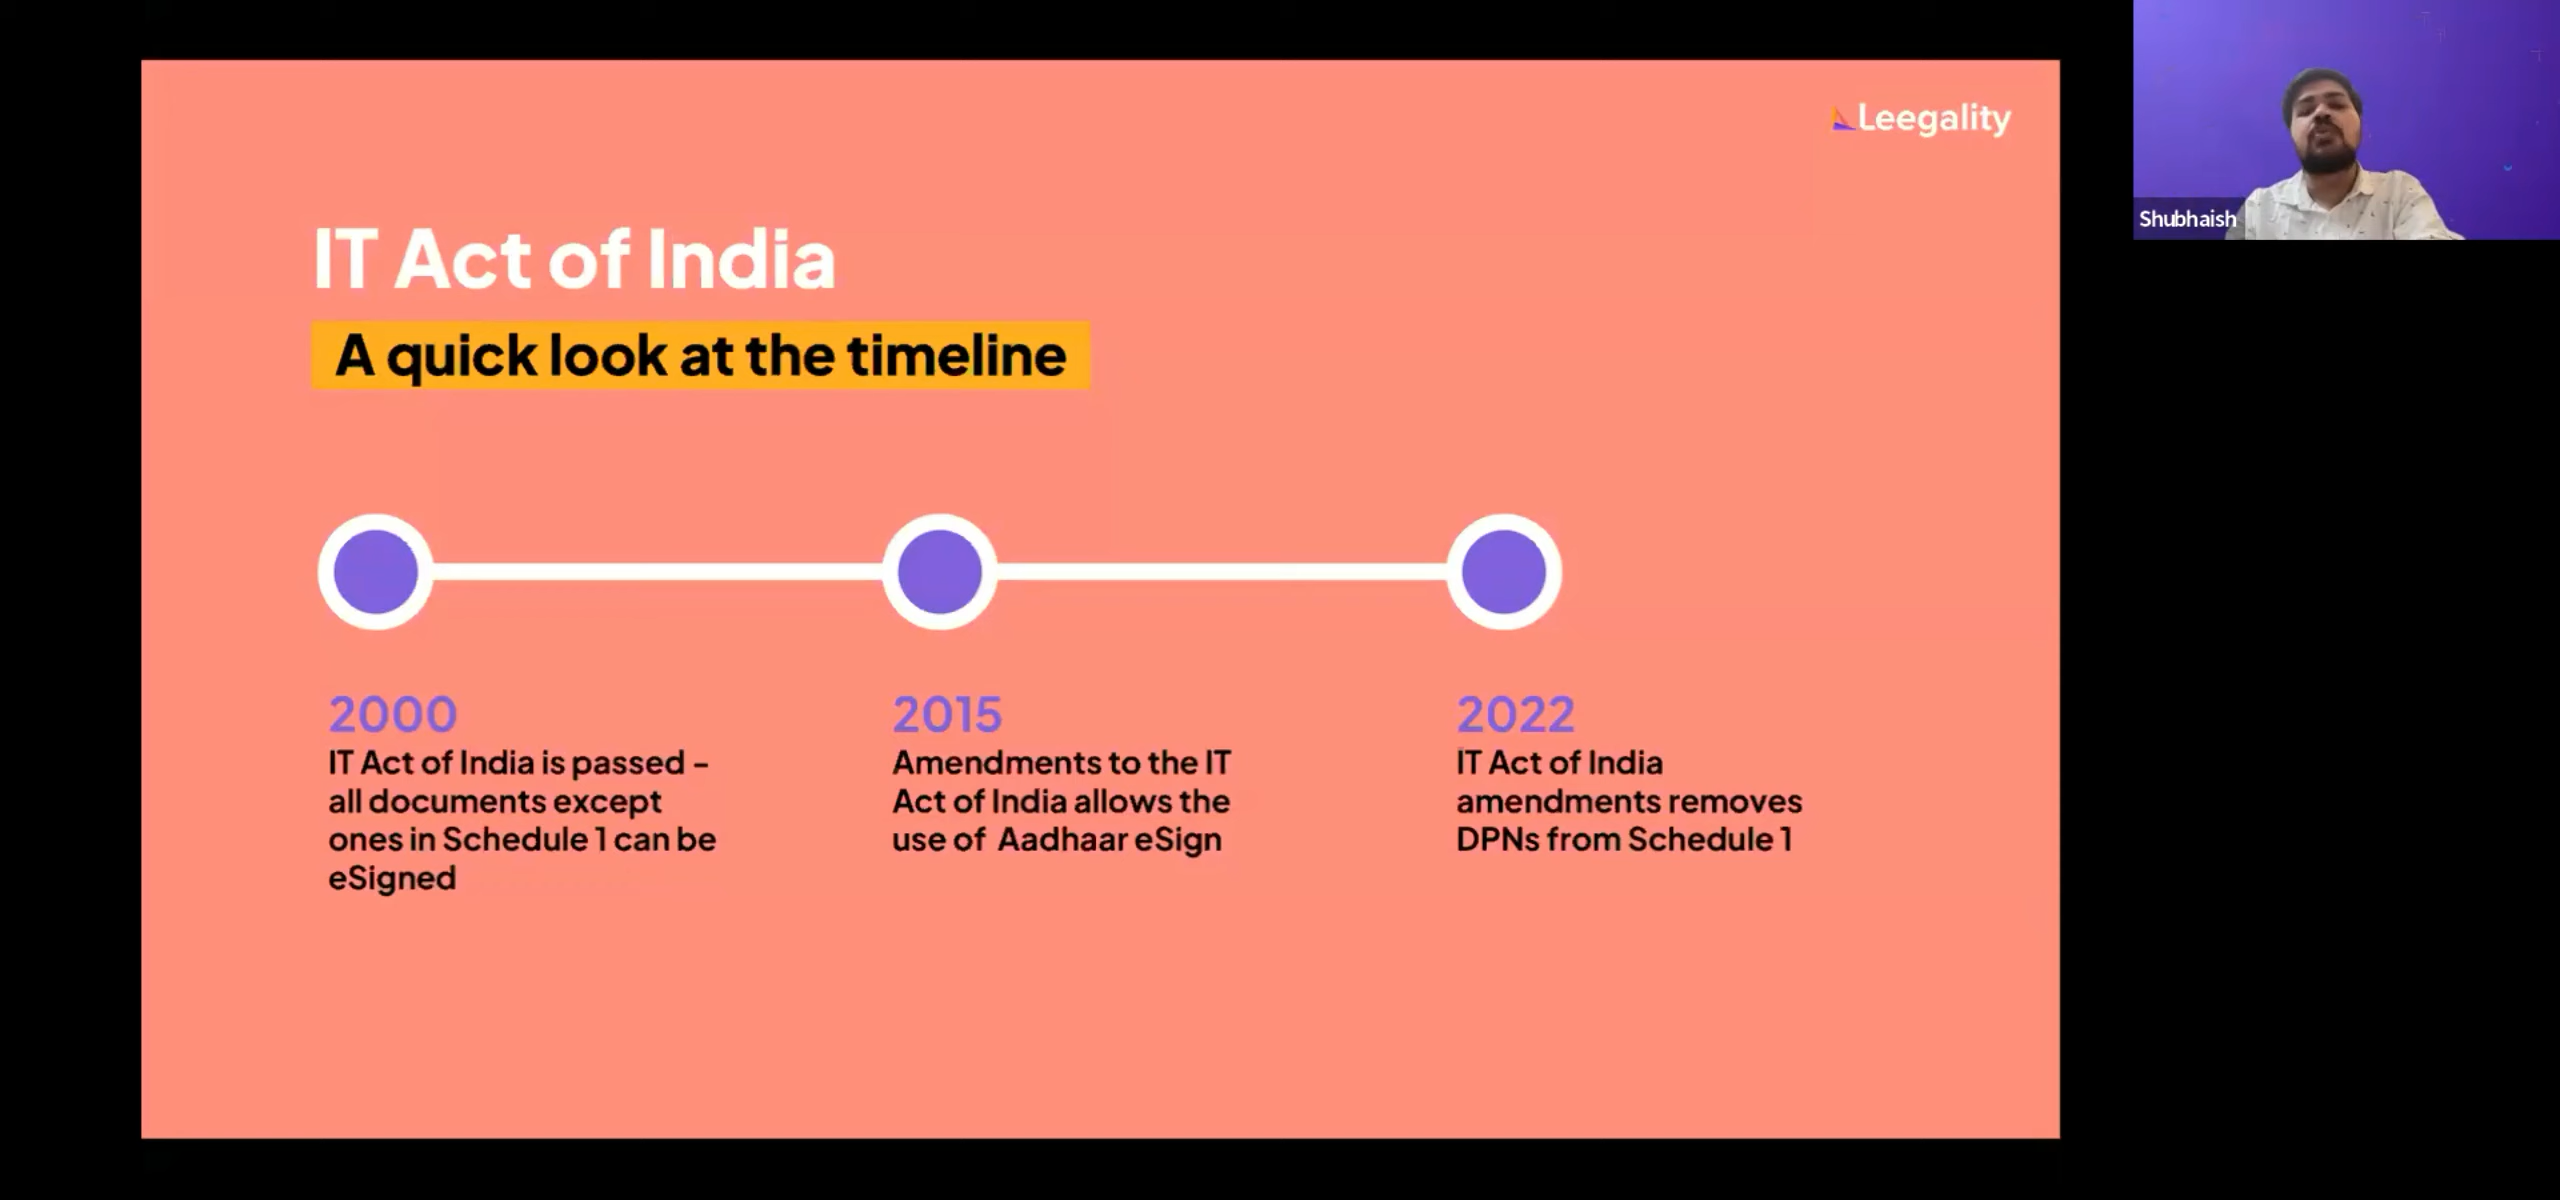 Leegality
Shubhaish
IT Act of India
A quick look at the timeline
2000
IT Act of India is passed –
all documents except
ones in Schedule 1 can be
eSigned
2015
Amendments to the IT
Act of India allows the
use of Aadhaar eSign
2022
IT Act of India
amendments removes
DPNs from Schedule 1